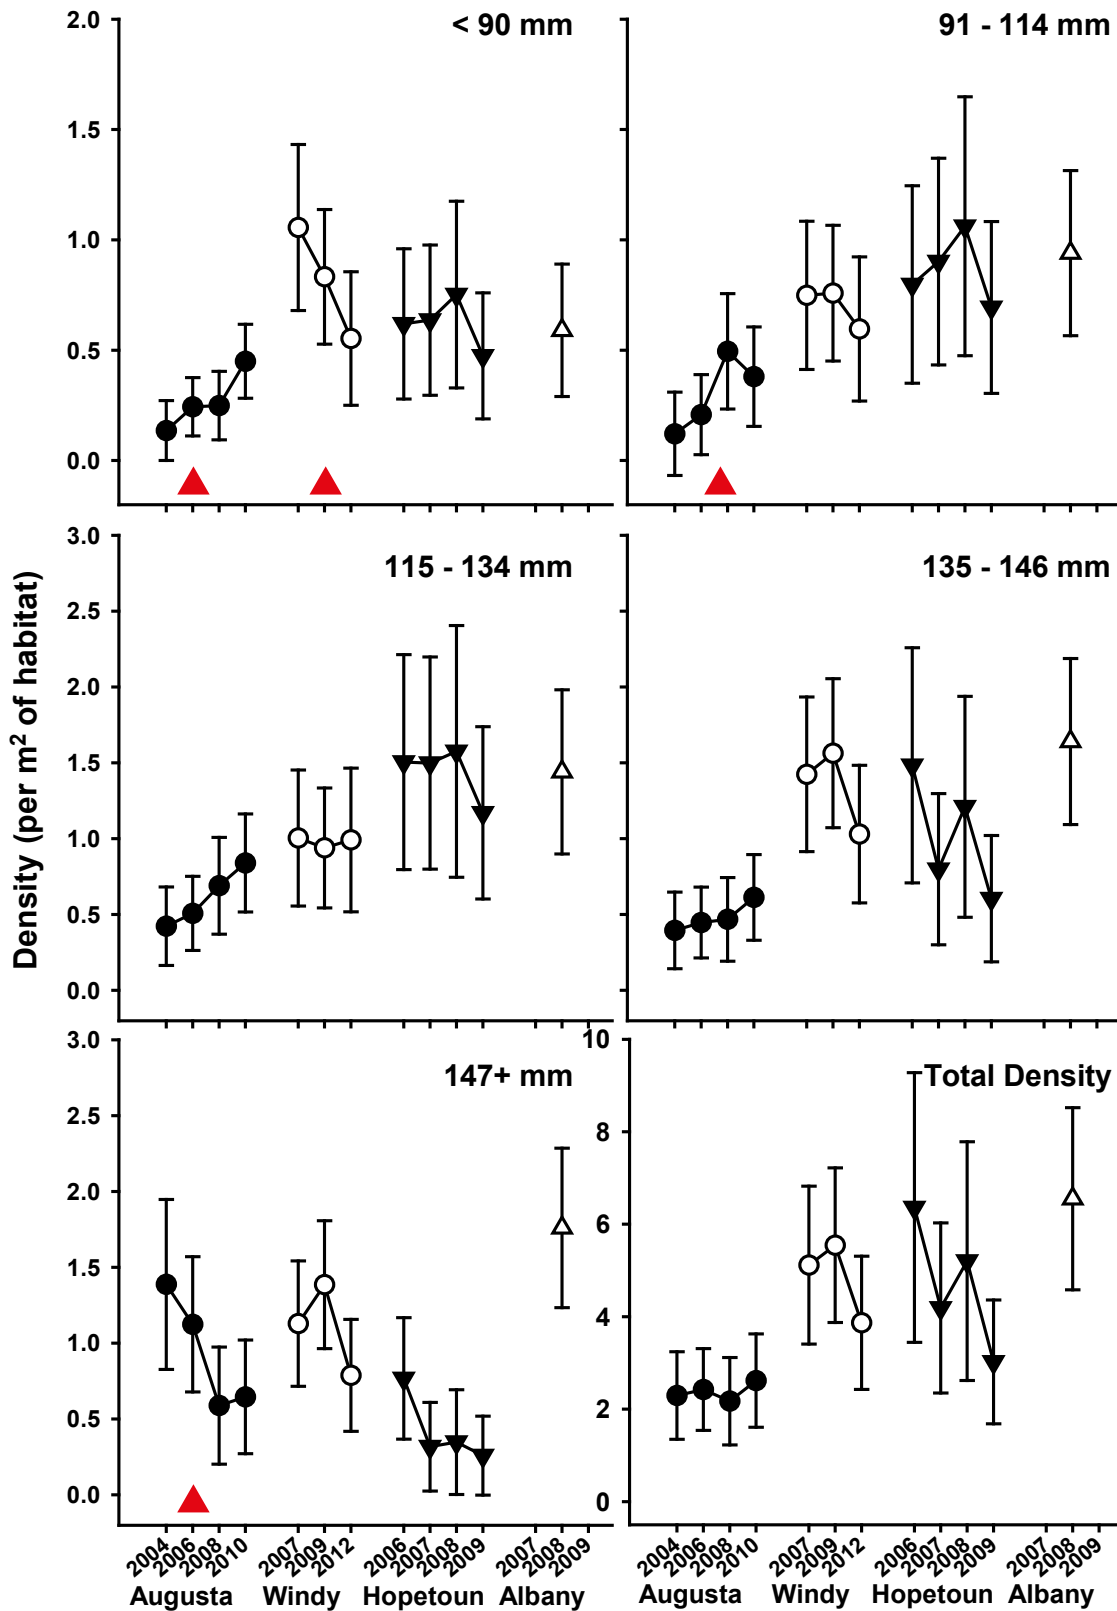 < 90 mm
2.0
1.5
1.0
0.5
0.0
91 - 114 mm
115 - 134 mm
3.0
2.5
2.0
1.5
1.0
0.5
0.0
135 - 146 mm
Density (per m² of habitat)
147+ mm
3.0
2.5
2.0
1.5
1.0
0.5
0.0
Total Density
10
8
6
4
2
0
2004 2006 2008 2010 2007 2009 2012 2006 2007 2008 2009 2007 2008 2009
Augusta Windy Hopetoun Albany
2004 2006 2008 2010 2007 2009 2012 2006 2007 2008 2009 2007 2008 2009
Augusta Windy Hopetoun Albany